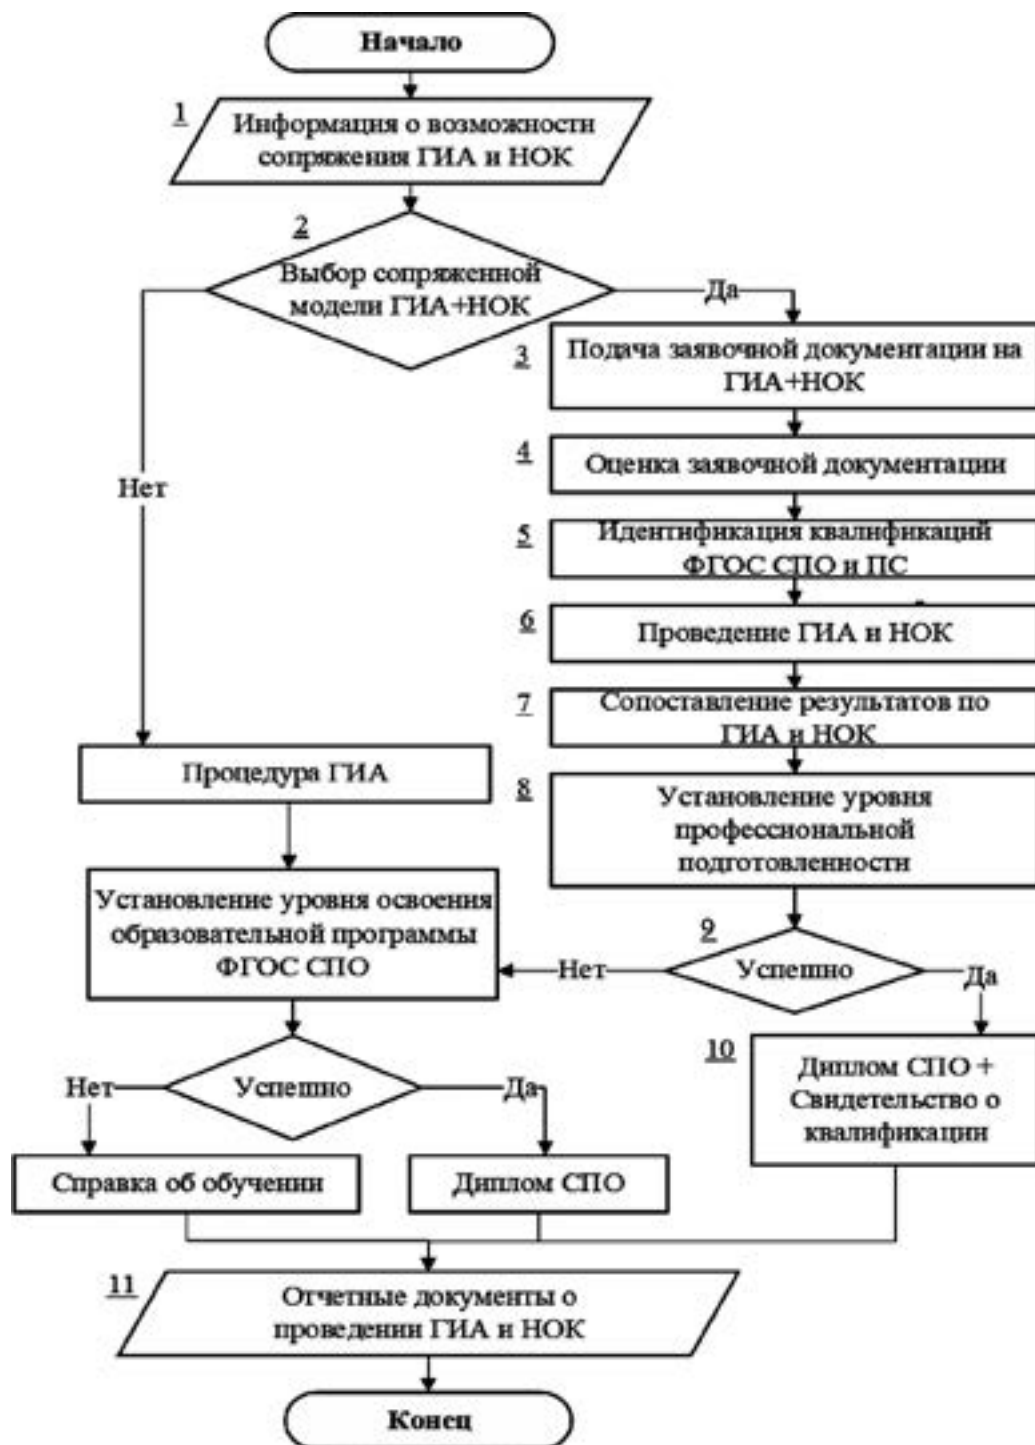 Начало
1
Информация о возможности
сопряжения ГИА и НОК
2
Выбор сопряженной
модели ГИА+НОК
Да
3
Подача заявочной документации на
ГИА+НОК
4
Оценка заявочной документации
Нет
5
Идентификация квалификаций
ФГОС СПО и ПС
6
Проведение ГИА и НОК
7
Сопоставление результатов по
ГИА и НОК
Процедура ГИА
8
Установление уровня
профессиональной
подготовленности
Установление уровня освоения
образовательной программы
ФГОС СПО
9
Успешно
Нет
Да
10
Диплом СПО +
Свидетельство о
квалификации
Нет
Успешно
Да
Справка об обучении
Диплом СПО
11
Отчетные документы о
проведении ГИА и НОК
Конец